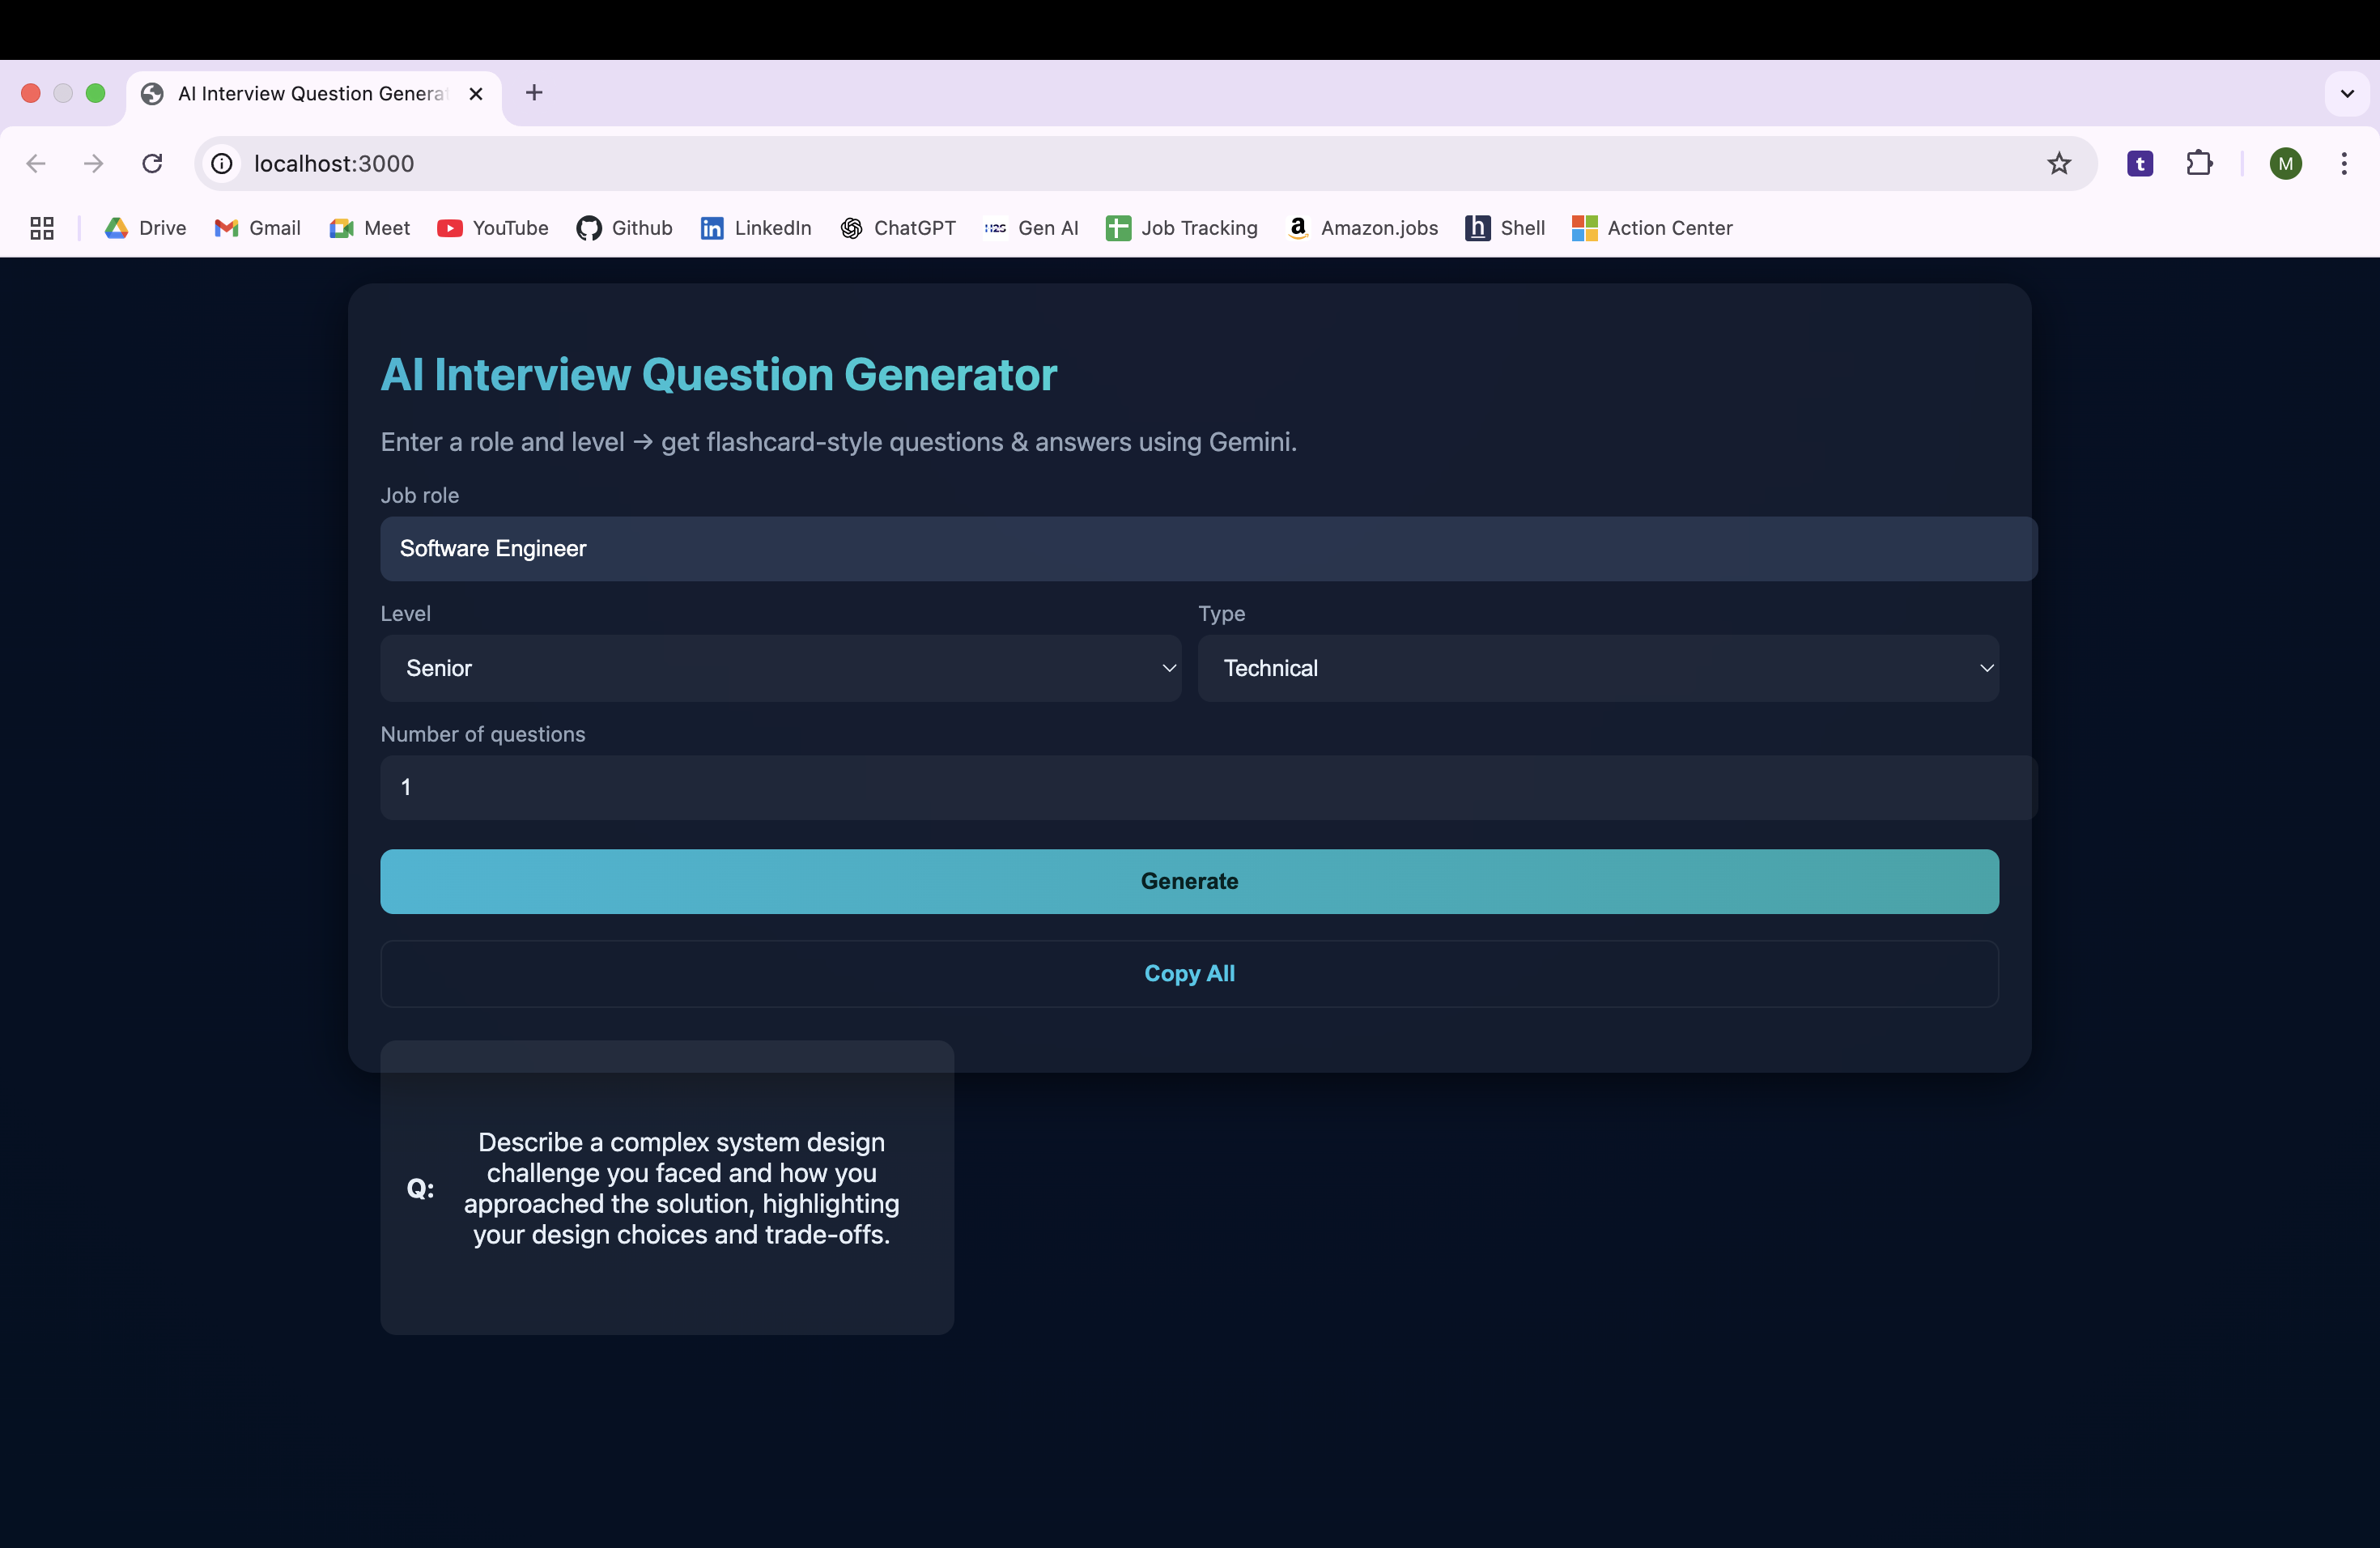 AI Interview Question Genera
localhost:3000
M
Drive Gmail Meet YouTube Github LinkedIn ChatGPT H2S Gen AI Job Tracking Amazon.jobs Shell Action Center
AI Interview Question Generator
Enter a role and level → get flashcard-style questions & answers using Gemini.
Job role
Software Engineer
Level Type
Senior Technical
Number of questions
1
Generate
Copy All
Q:
Describe a complex system design
challenge you faced and how you
approached the solution, highlighting
your design choices and trade-offs.